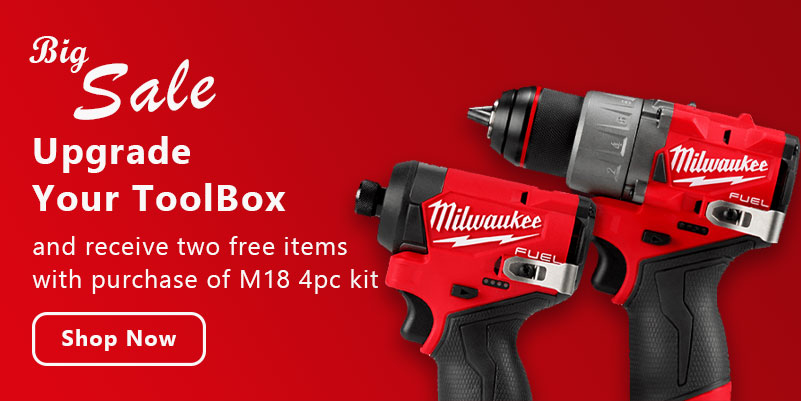 Big
Sale
Upgrade
Your ToolBox
and receive two free items
with purchase of M18 4pc kit
Shop Now
Milwaukee
FUEL
Milwaukee
FUEL